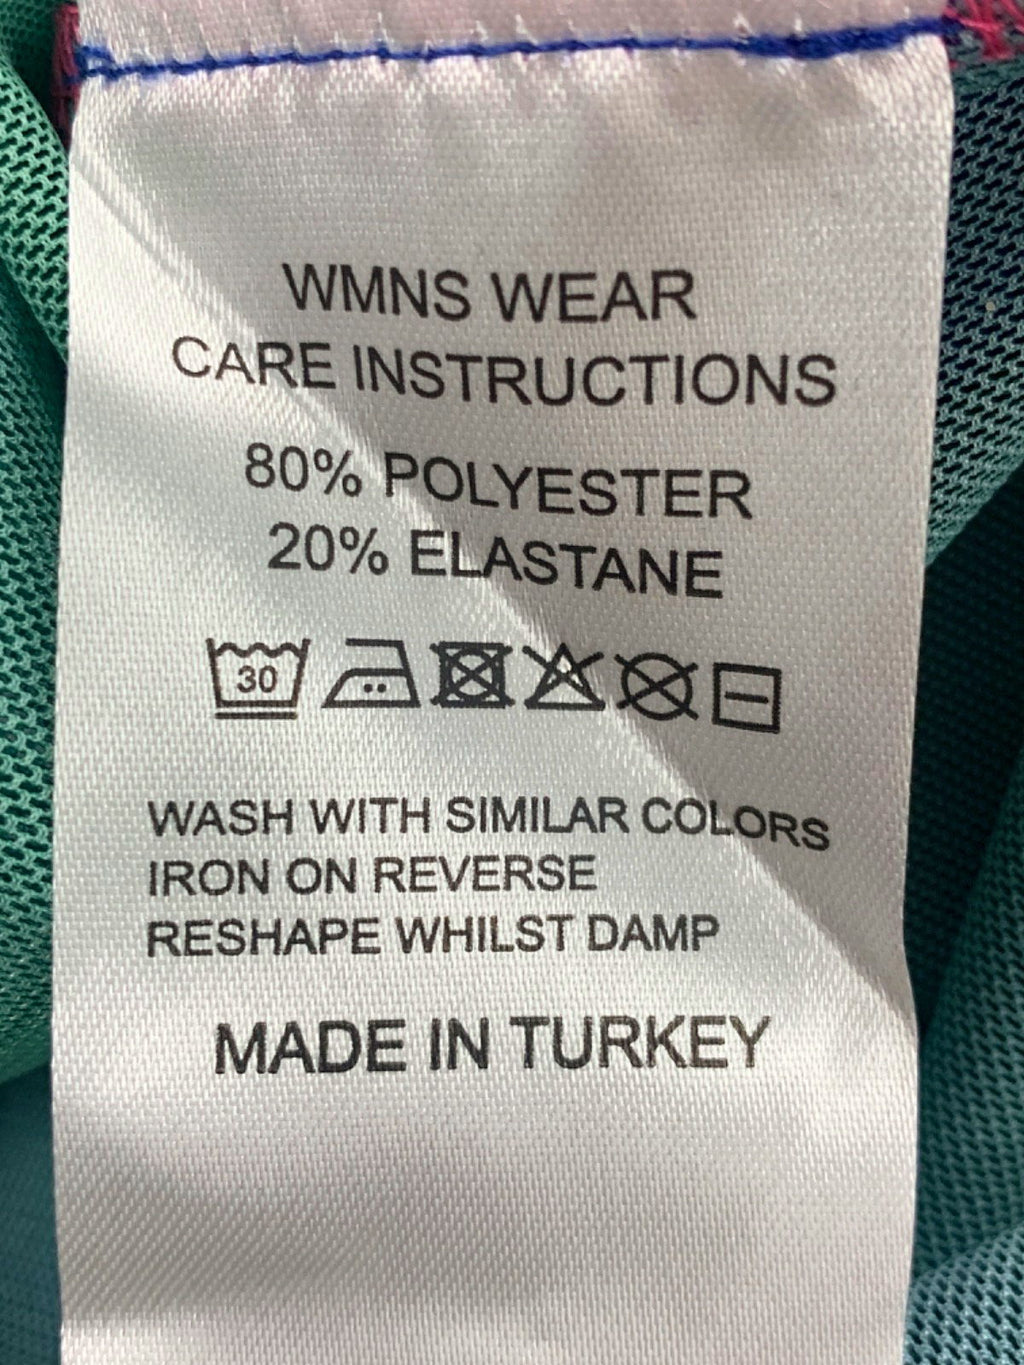 WMNS WEAR
CARE INSTRUCTIONS
80% POLYESTER
20% ELASTANE
30
WASH WITH SIMILAR COLORS
IRON ON REVERSE
RESHAPE WHILST DAMP
MADE IN TURKEY